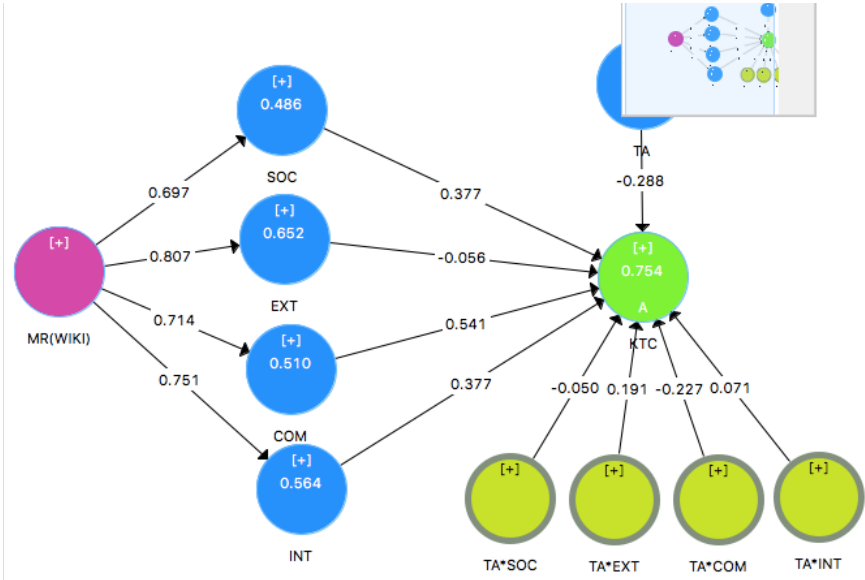 [+]
0.486
SOC
TA
0.697
0.377
-0.288
[+]
0.652
EXT
[+]
MR(WIKI)
0.807
-0.056
[+]
0.754
A
KTC
0.714
0.541
[+]
0.510
COM
0.751
0.377
-0.050
0.191
-0.227
0.071
[+]
0.564
INT
[+]
[+]
[+]
[+]
TA*SOC
TA*EXT
TA*COM
TA*INT